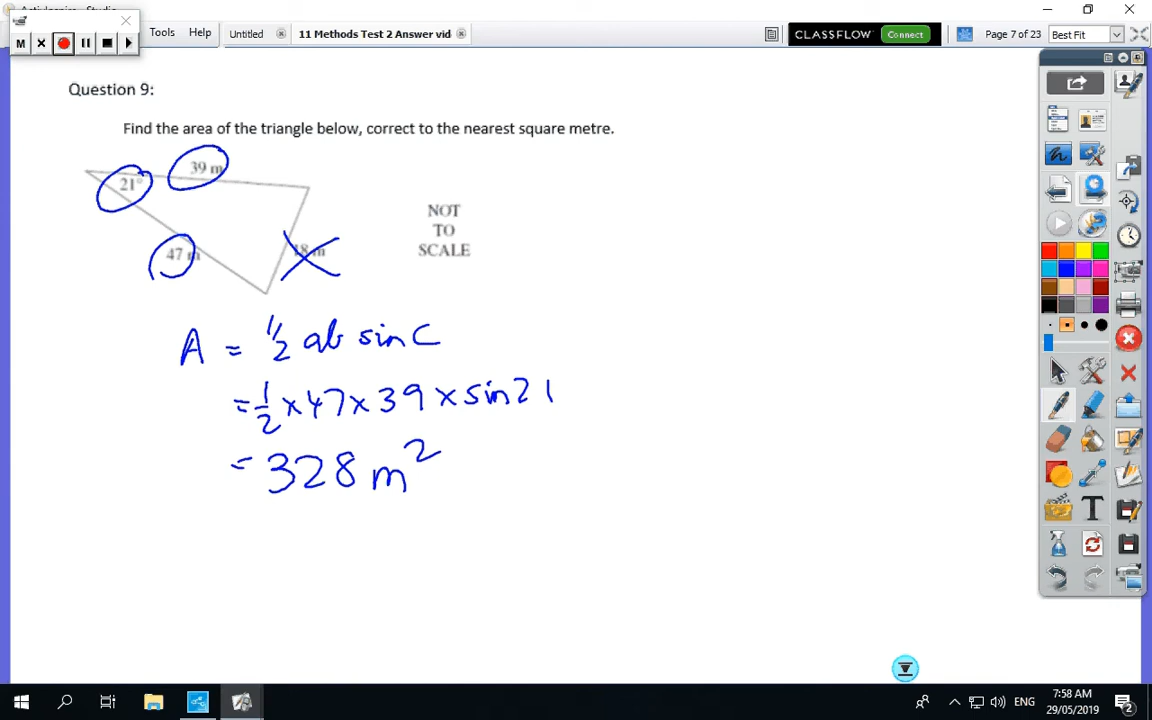 Tools Help Untitled 11 Methods Test 2 Answer vid CLASSFLOW Connect Page 7 of 23 Best Fit
M
Question 9:
Find the area of the triangle below, correct to the nearest square metre.
39 m
21°
NOT
TO
SCALE
47 m
18 m
A = 1/2 ab sin C
= 1/2 × 47 × 39 × sin 21
= 328 m²
T
ENG
7:58 AM
29/05/2019
2